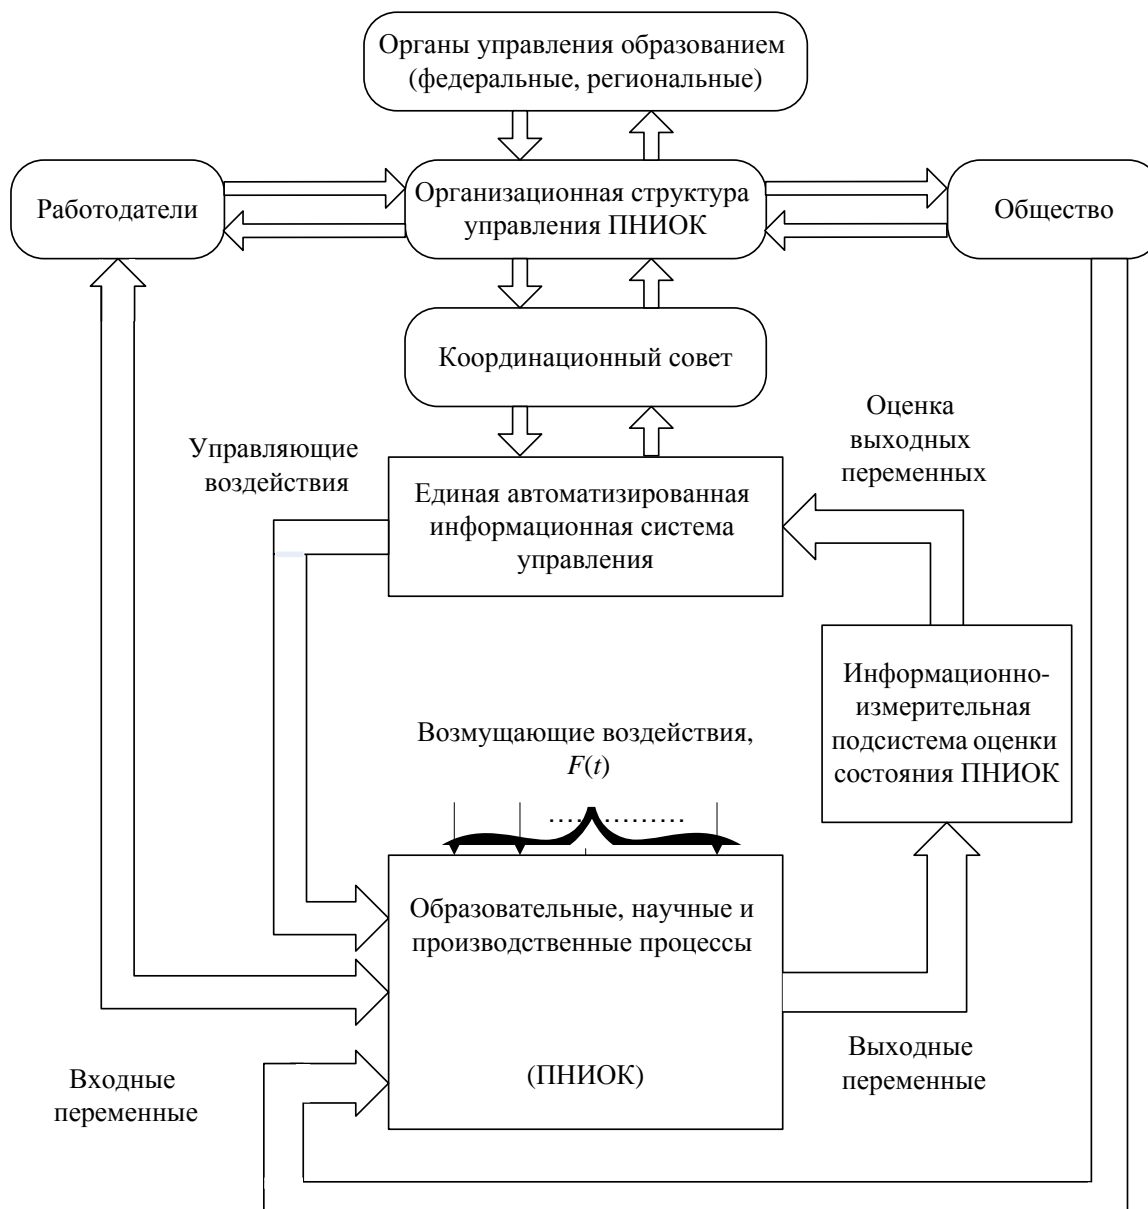 Органы управления образованием
(федеральные, региональные)
Работодатели
Организационная структура
управления ПНИОК
Общество
Координационный совет
Управляющие
воздействия
Оценка
выходных
переменных
Единая автоматизированная
информационная система
управления
Информационно-
измерительная
подсистема оценки
состояния ПНИОК
Возмущающие воздействия,
F(t)
..............
Образовательные, научные и
производственные процессы
(ПНИОК)
Входные
переменные
Выходные
переменные